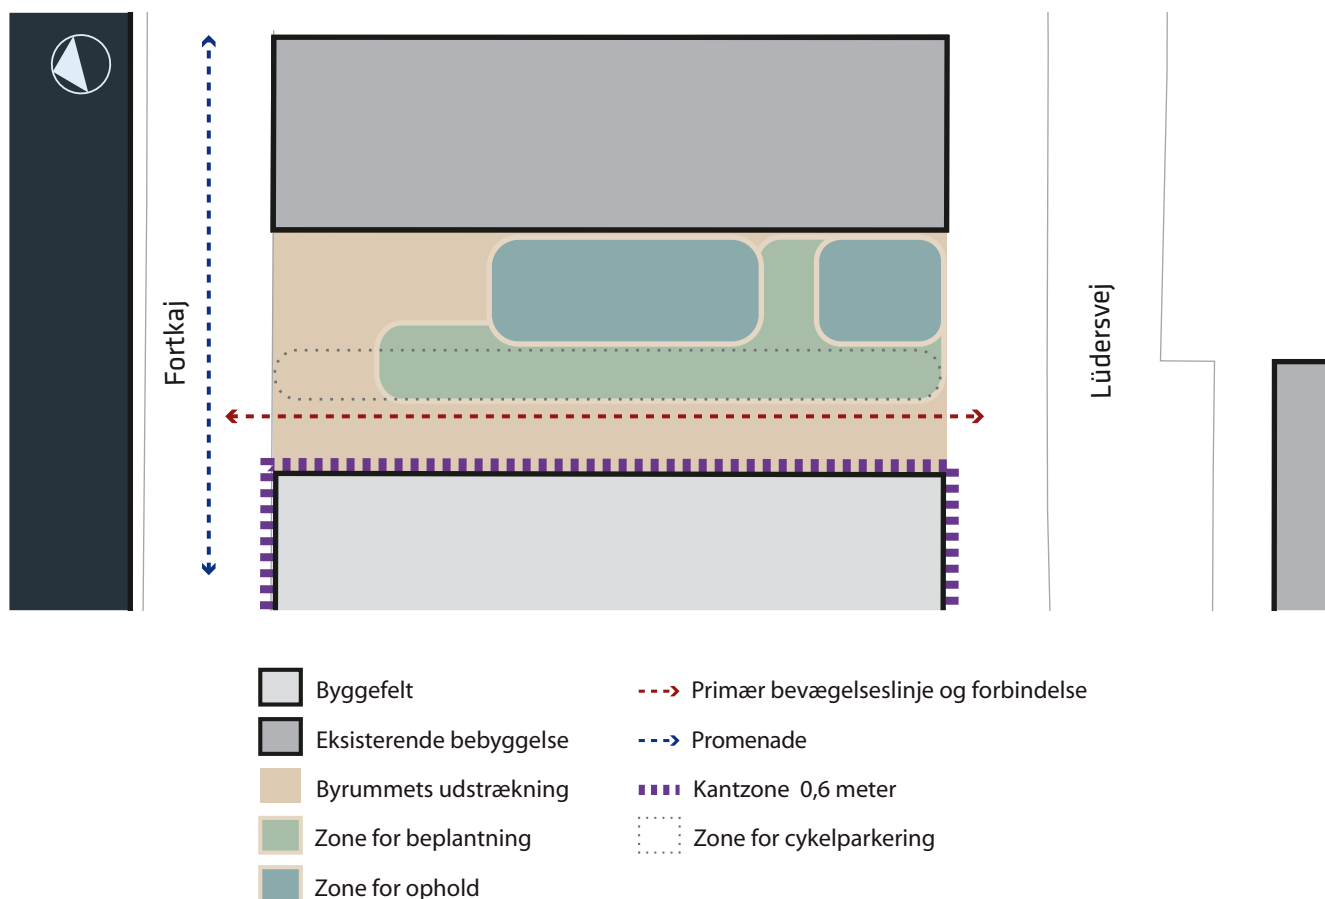 Fortkaj
Lüdersvej
Byggefelt
Eksisterende bebyggelse
Byrummets udstrækning
Zone for beplantning
Zone for ophold
Primær bevægelseslinje og forbindelse
Promenade
Kantzone 0,6 meter
Zone for cykelparkering